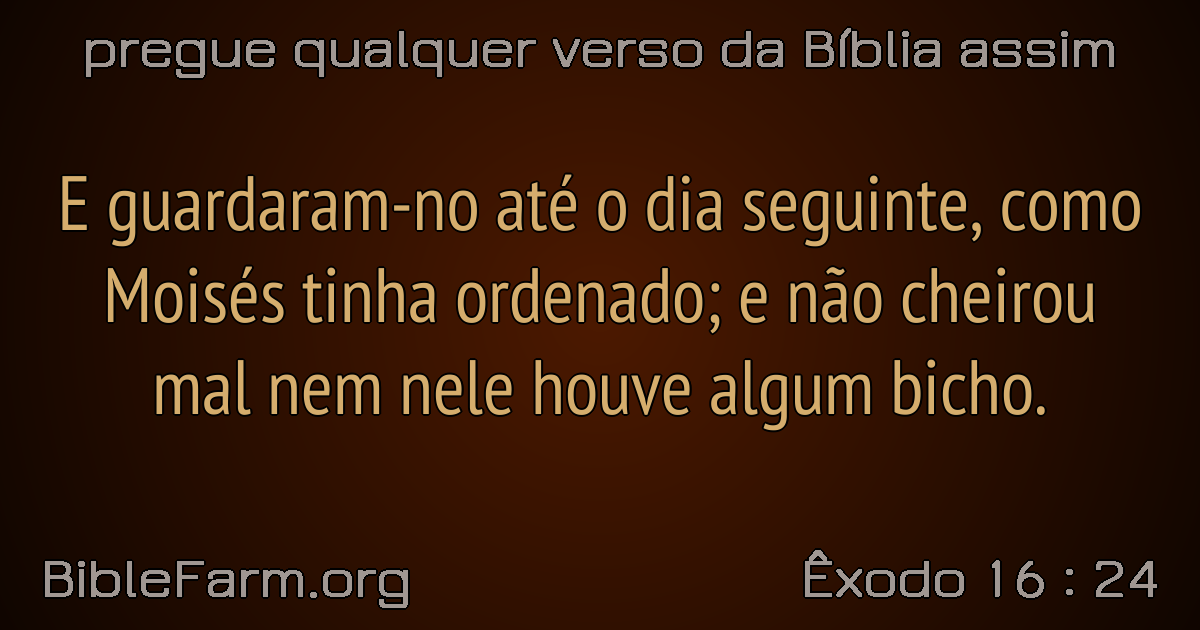 pregue qualquer verso da Bíblia assim
E guardaram-no até o dia seguinte, como
Moisés tinha ordenado; e não cheirou
mal nem nele houve algum bicho.
BibleFarm.org
Êxodo 16 : 24